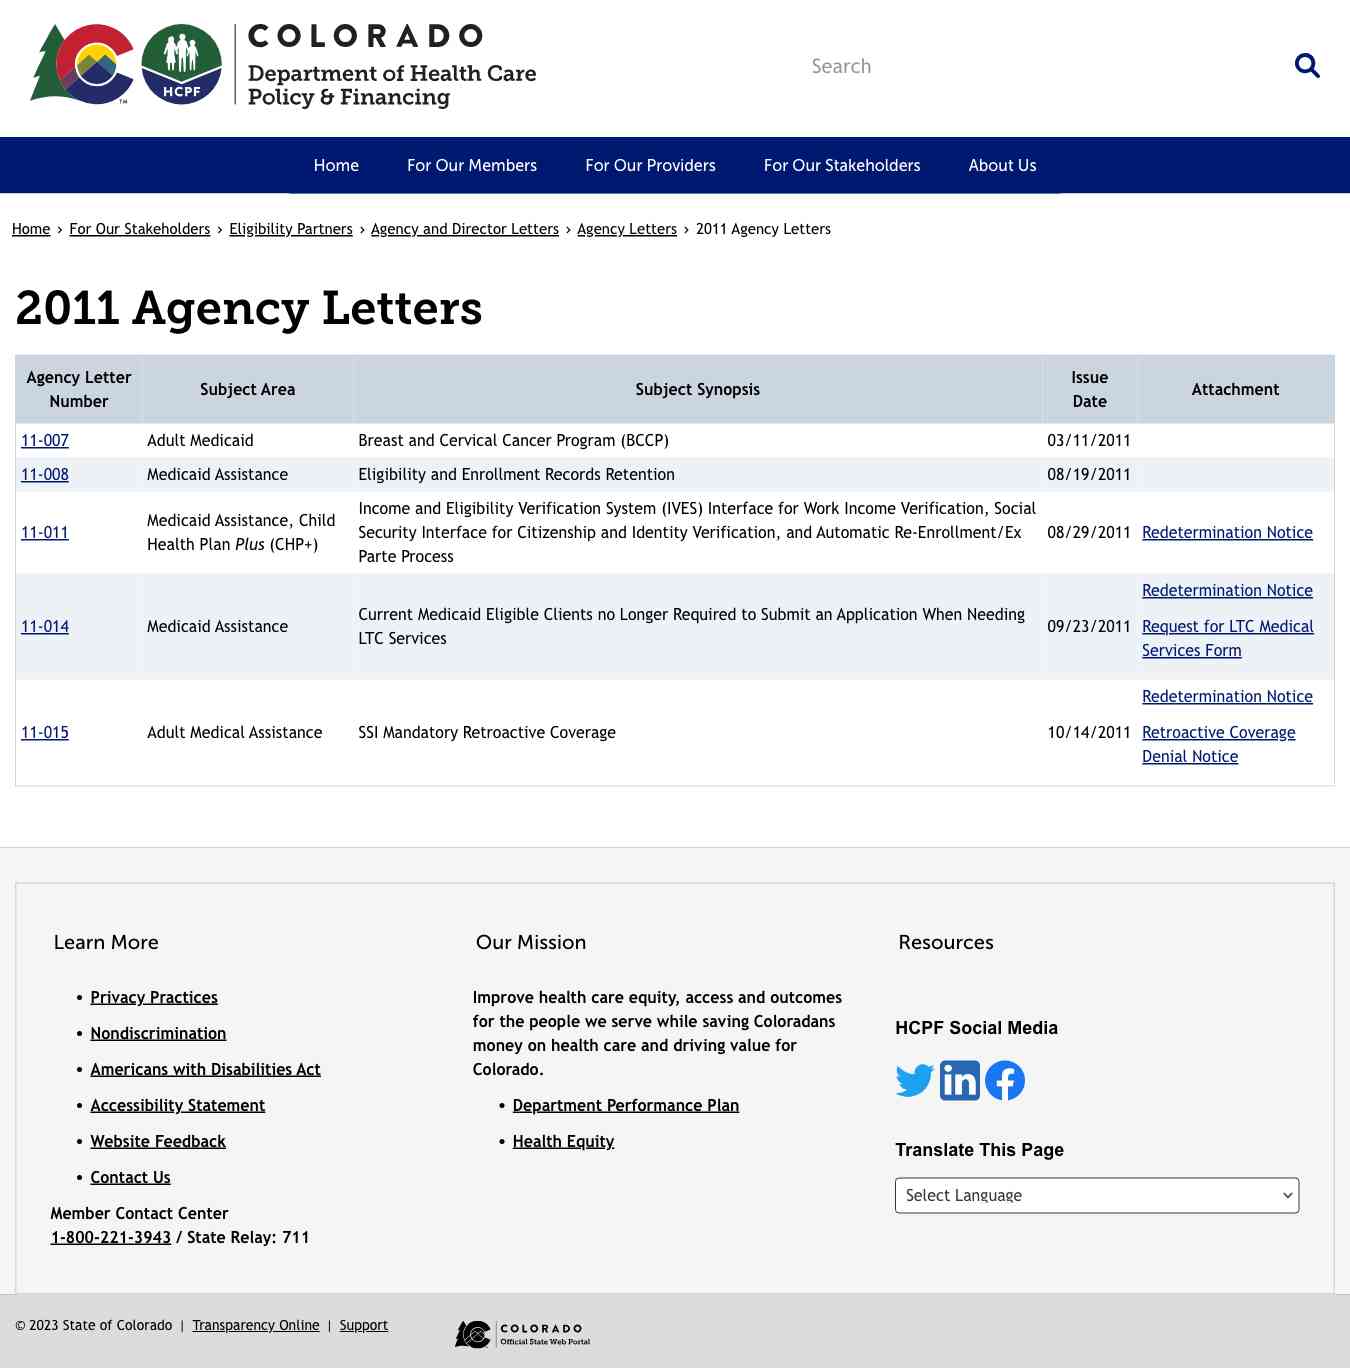 COLORADO
Department of Health Care
Policy & Financing
HCPF
TM
Search
Home For Our Members For Our Providers For Our Stakeholders About Us
Home › For Our Stakeholders › Eligibility Partners › Agency and Director Letters › Agency Letters › 2011 Agency Letters
2011 Agency Letters
Agency Letter Number Subject Area Subject Synopsis Issue Date Attachment
11-007 Adult Medicaid Breast and Cervical Cancer Program (BCCP) 03/11/2011
11-008 Medicaid Assistance Eligibility and Enrollment Records Retention 08/19/2011
11-011
Medicaid Assistance, Child
Health Plan Plus (CHP+)
Income and Eligibility Verification System (IVES) Interface for Work Income Verification, Social
Security Interface for Citizenship and Identity Verification, and Automatic Re-Enrollment/Ex
Parte Process
08/29/2011
Redetermination Notice
11-014
Medicaid Assistance
Current Medicaid Eligible Clients no Longer Required to Submit an Application When Needing
LTC Services
09/23/2011
Redetermination Notice
Request for LTC Medical
Services Form
11-015
Adult Medical Assistance
SSI Mandatory Retroactive Coverage
10/14/2011
Redetermination Notice
Retroactive Coverage
Denial Notice
Learn More
• Privacy Practices
• Nondiscrimination
• Americans with Disabilities Act
• Accessibility Statement
• Website Feedback
• Contact Us
Member Contact Center
1-800-221-3943 / State Relay: 711
Our Mission
Improve health care equity, access and outcomes
for the people we serve while saving Coloradans
money on health care and driving value for
Colorado.
• Department Performance Plan
• Health Equity
Resources
HCPF Social Media
in
Translate This Page
Select Language
© 2023 State of Colorado | Transparency Online | Support
COLORADO
Official State Web Portal